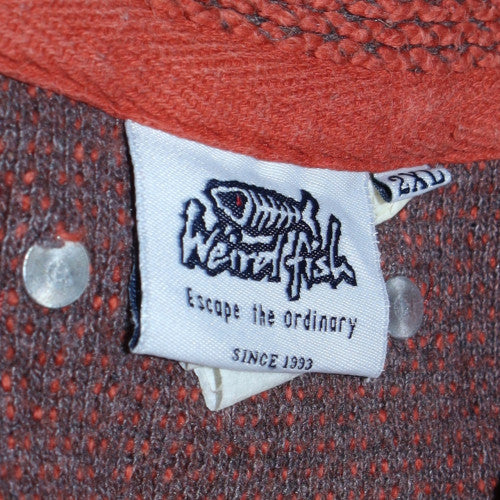 Weird fish
Escape the ordinary
SINCE 1993
2XL